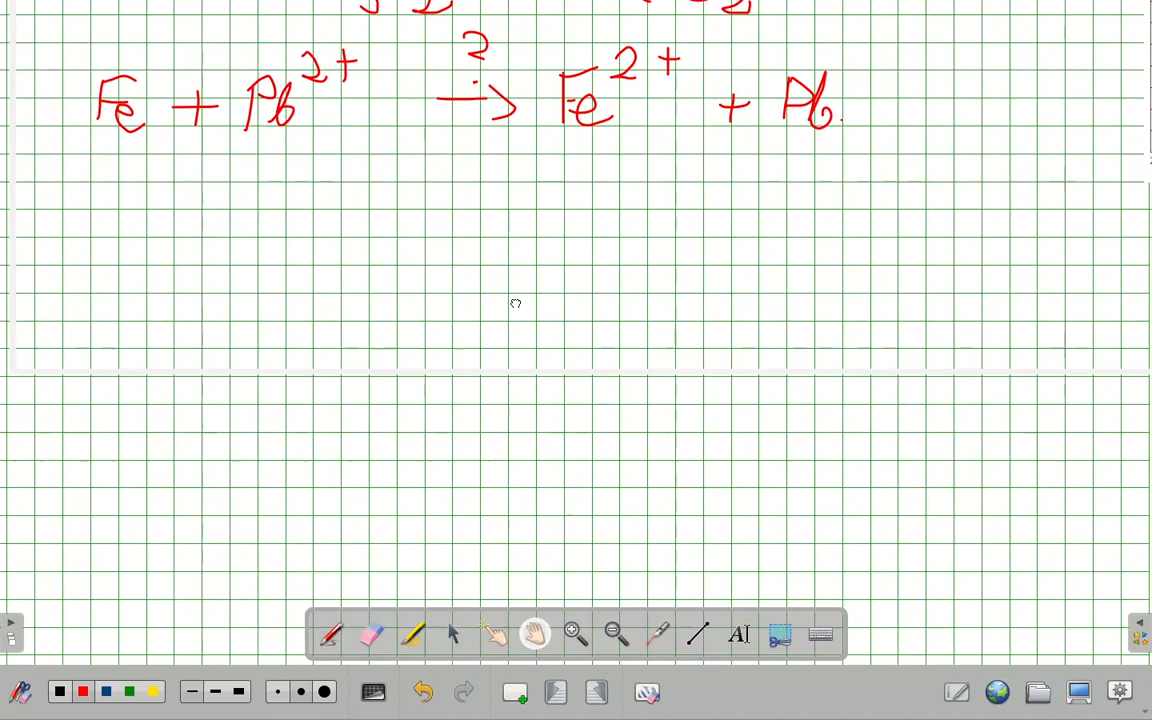 Fe + Pb²⁺ →? Fe²⁺ + Pb.